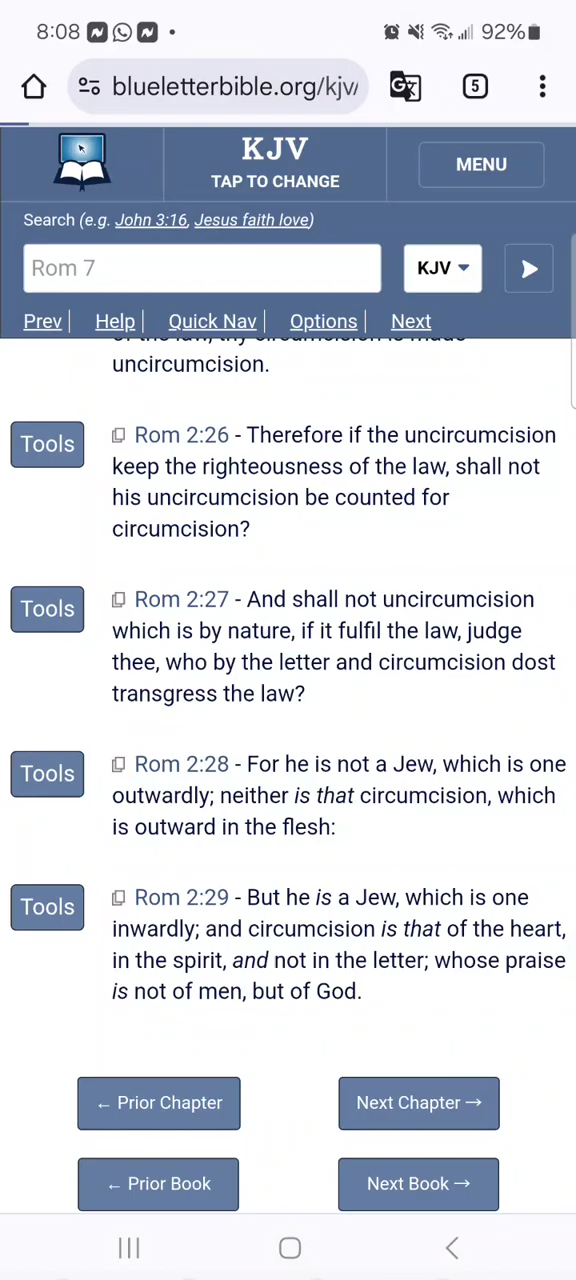 8:08 92%
blueletterbible.org/kjv/ 5
KJV
TAP TO CHANGE
MENU
Search (e.g. John 3:16, Jesus faith love)
Rom 7 KJV
Prev | Help | Quick Nav | Options | Next
of the law, thy circumcision is made
uncircumcision.
Tools
Rom 2:26 - Therefore if the uncircumcision
keep the righteousness of the law, shall not
his uncircumcision be counted for
circumcision?
Tools
Rom 2:27 - And shall not uncircumcision
which is by nature, if it fulfil the law, judge
thee, who by the letter and circumcision dost
transgress the law?
Tools
Rom 2:28 - For he is not a Jew, which is one
outwardly; neither is that circumcision, which
is outward in the flesh:
Tools
Rom 2:29 - But he is a Jew, which is one
inwardly; and circumcision is that of the heart,
in the spirit, and not in the letter; whose praise
is not of men, but of God.
← Prior Chapter Next Chapter →
← Prior Book Next Book →